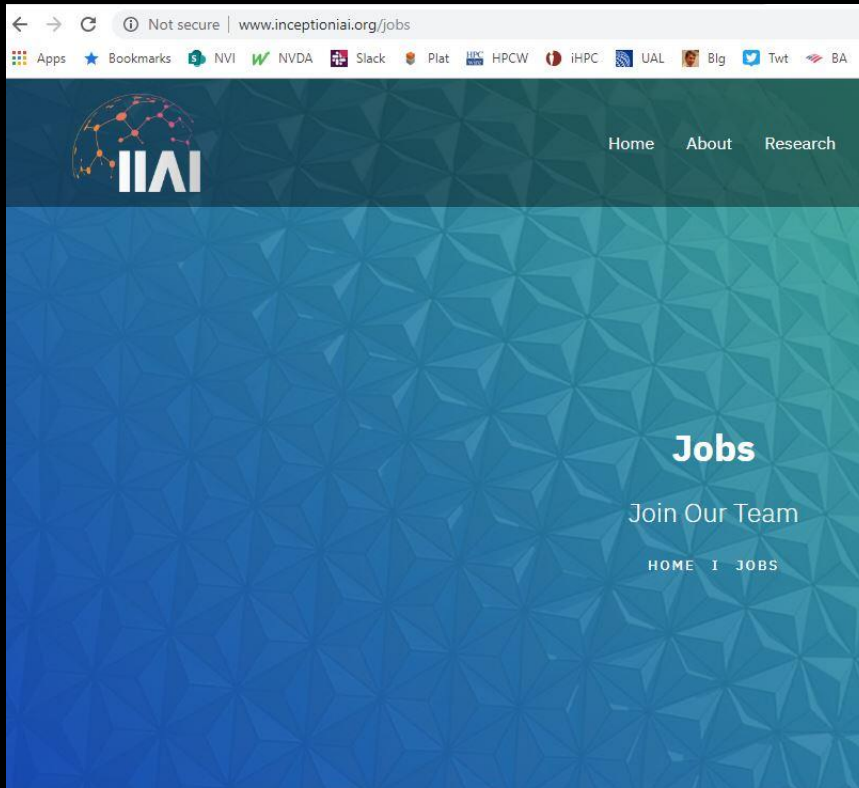 Not secure | www.inceptioniai.org/jobs
Apps Bookmarks NVI NVDA Slack Plat HPCW iHPC UAL Blg Twt BA
IIAI
Home About Research
Jobs
Join Our Team
HOME I JOBS